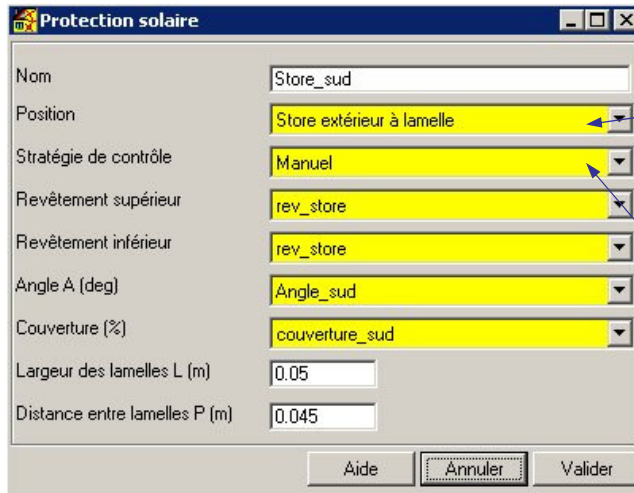 Protection solaire
Nom Store_sud
Position Store extérieur à lamelle
Stratégie de contrôle Manuel
Revêtement supérieur rev_store
Revêtement inférieur rev_store
Angle A (deg) Angle_sud
Couverture (%) couverture_sud
Largeur des lamelles L (m) 0.05
Distance entre lamelles P (m) 0.045
Aide Annuler Valider